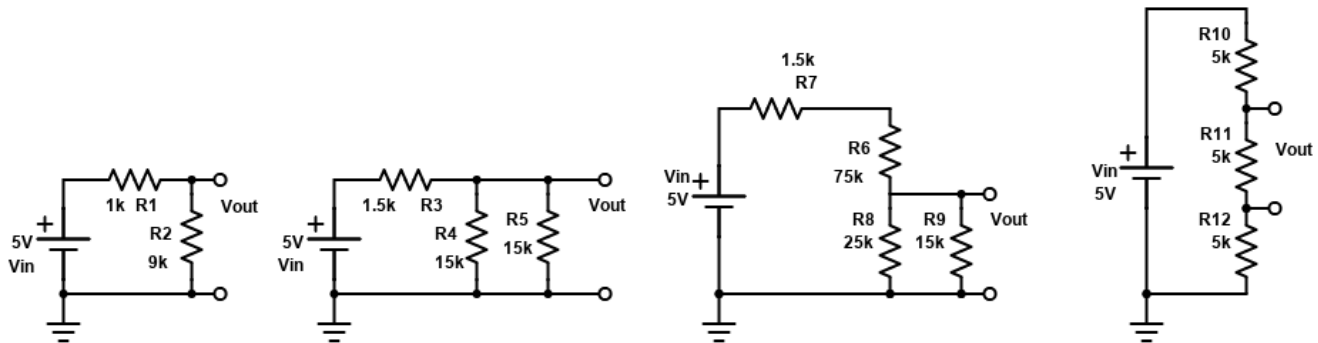 1k R1
Vout
+
5V
Vin
R2
9k
1.5k R3
Vout
+
5V
Vin
R4
15k
R5
15k
1.5k
R7
R6
75k
Vin +
5V
R8
25k
R9
15k
Vout
R10
5k
+
Vin
5V
R11
5k
Vout
R12
5k